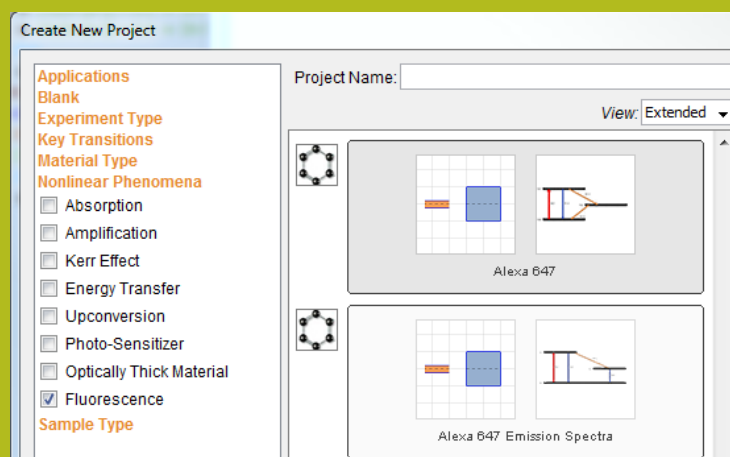 Create New Project
Applications
Blank
Experiment Type
Key Transitions
Material Type
Nonlinear Phenomena
Absorption
Amplification
Kerr Effect
Energy Transfer
Upconversion
Photo-Sensitizer
Optically Thick Material
Fluorescence
Sample Type
Project Name:
View: Extended
Alexa 647
Alexa 647 Emission Spectra